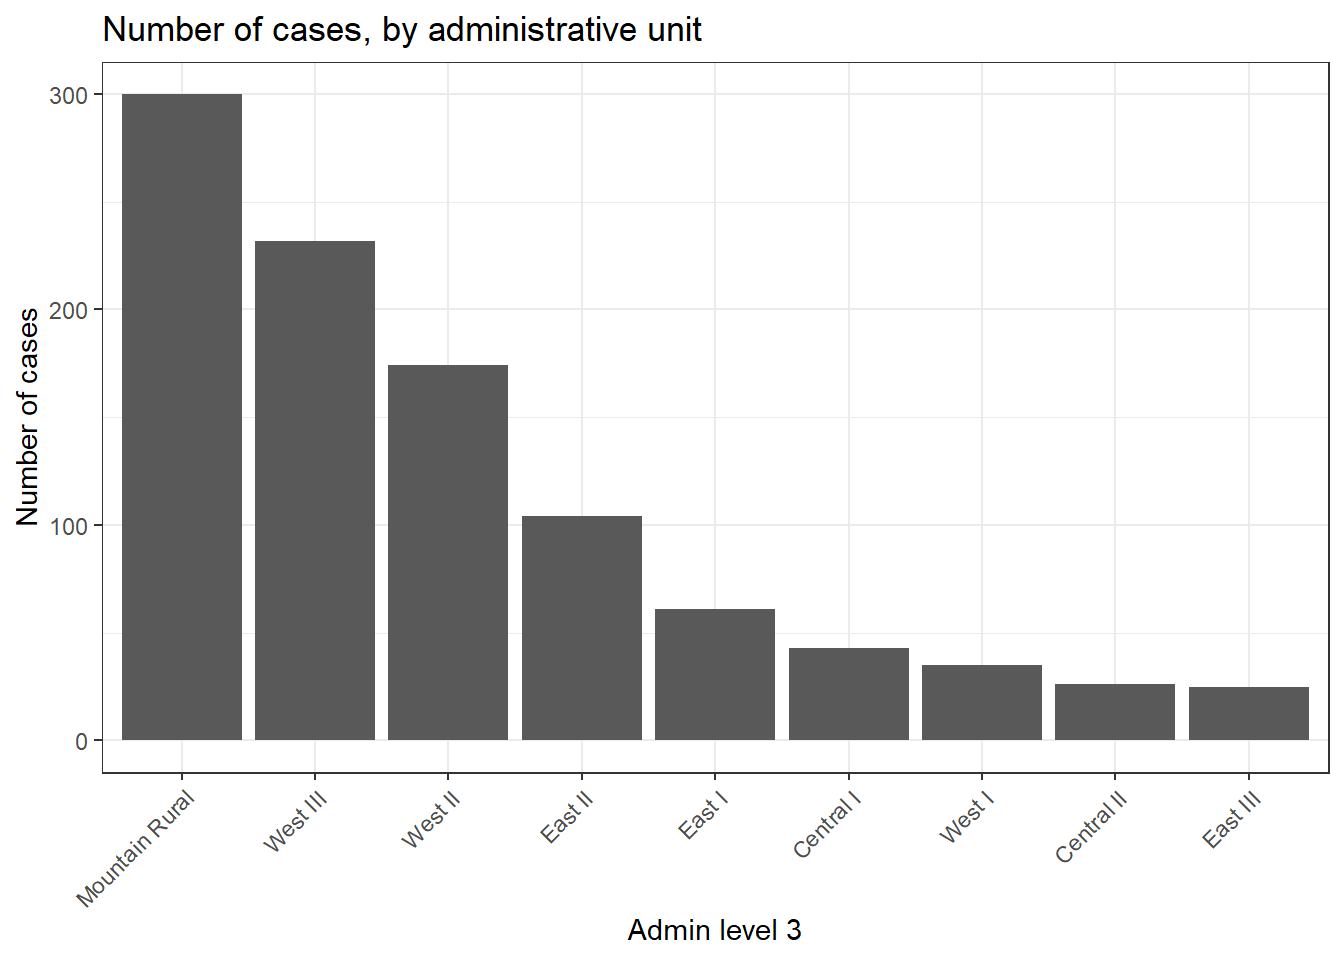 Number of cases, by administrative unit
Number of cases
300
200
100
0
Mountain Rural
West III
West II
East II
East I
Central I
West I
Central II
East III
Admin level 3